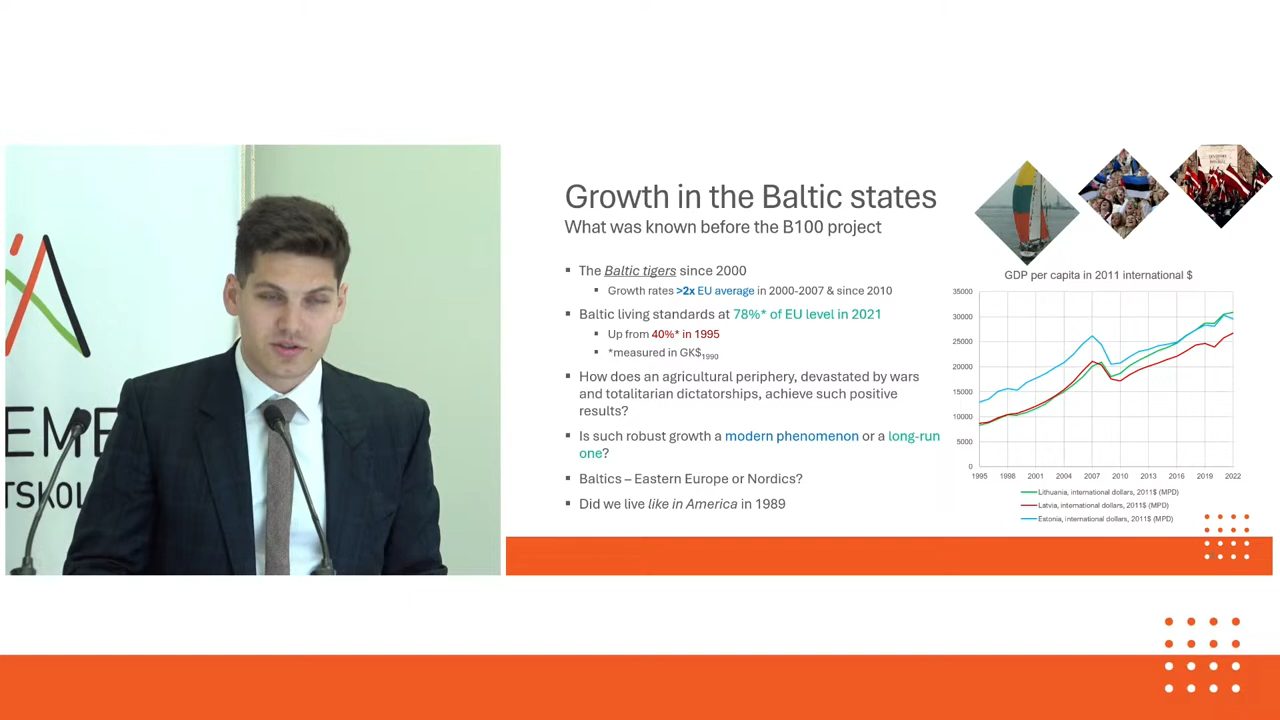 EME
TSKOL
Growth in the Baltic states
What was known before the B100 project
▪ The Baltic tigers since 2000
▪ Growth rates >2x EU average in 2000-2007 & since 2010
▪ Baltic living standards at 78%* of EU level in 2021
▪ Up from 40%* in 1995
▪ *measured in GK$1990
▪ How does an agricultural periphery, devastated by wars
and totalitarian dictatorships, achieve such positive
results?
▪ Is such robust growth a modern phenomenon or a long-run
one?
▪ Baltics – Eastern Europe or Nordics?
▪ Did we live like in America in 1989
GDP per capita in 2011 international $
35000
30000
25000
20000
15000
10000
5000
0
1995 1998 2001 2004 2007 2010 2013 2016 2019 2022
Lithuania, international dollars, 2011$ (MPD)
Latvia, international dollars, 2011$ (MPD)
Estonia, international dollars, 2011$ (MPD)